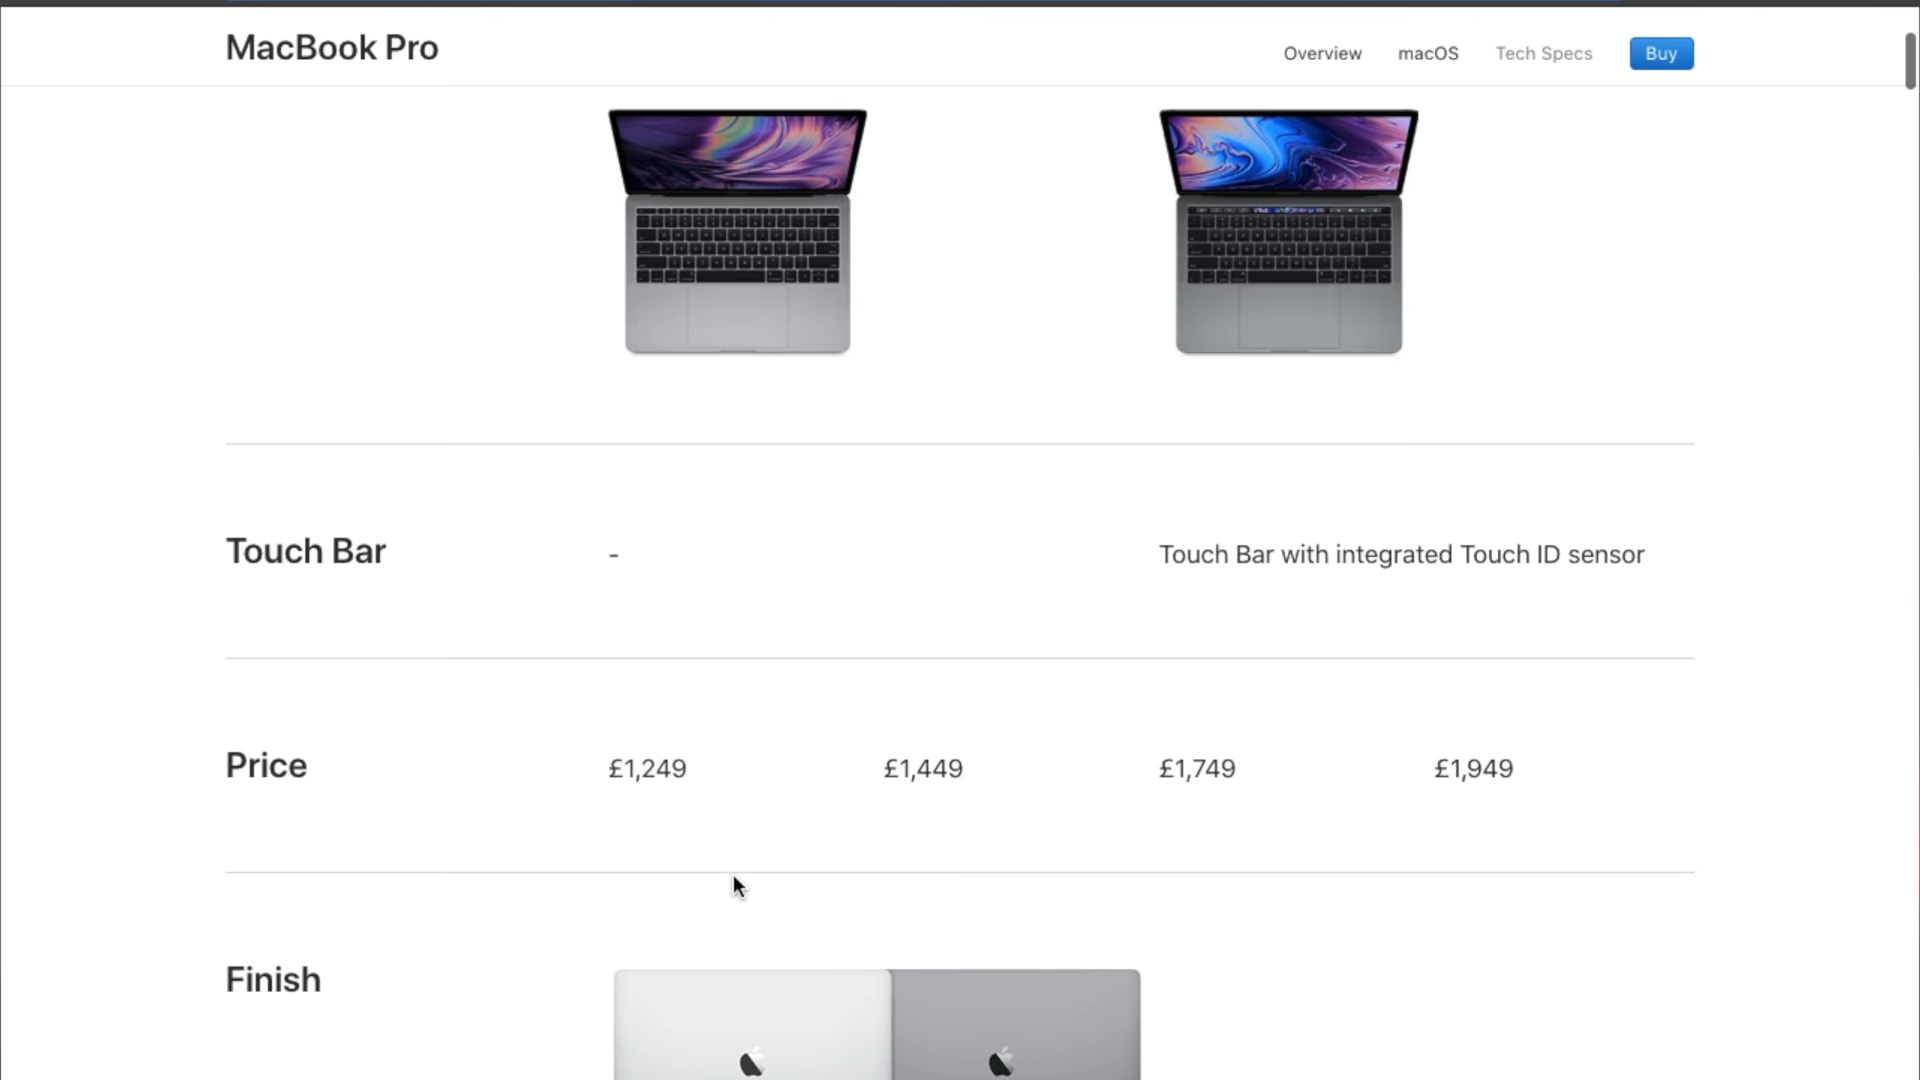 MacBook Pro
Overview macOS Tech Specs Buy
Touch Bar - Touch Bar with integrated Touch ID sensor
Price £1,249 £1,449 £1,749 £1,949
Finish